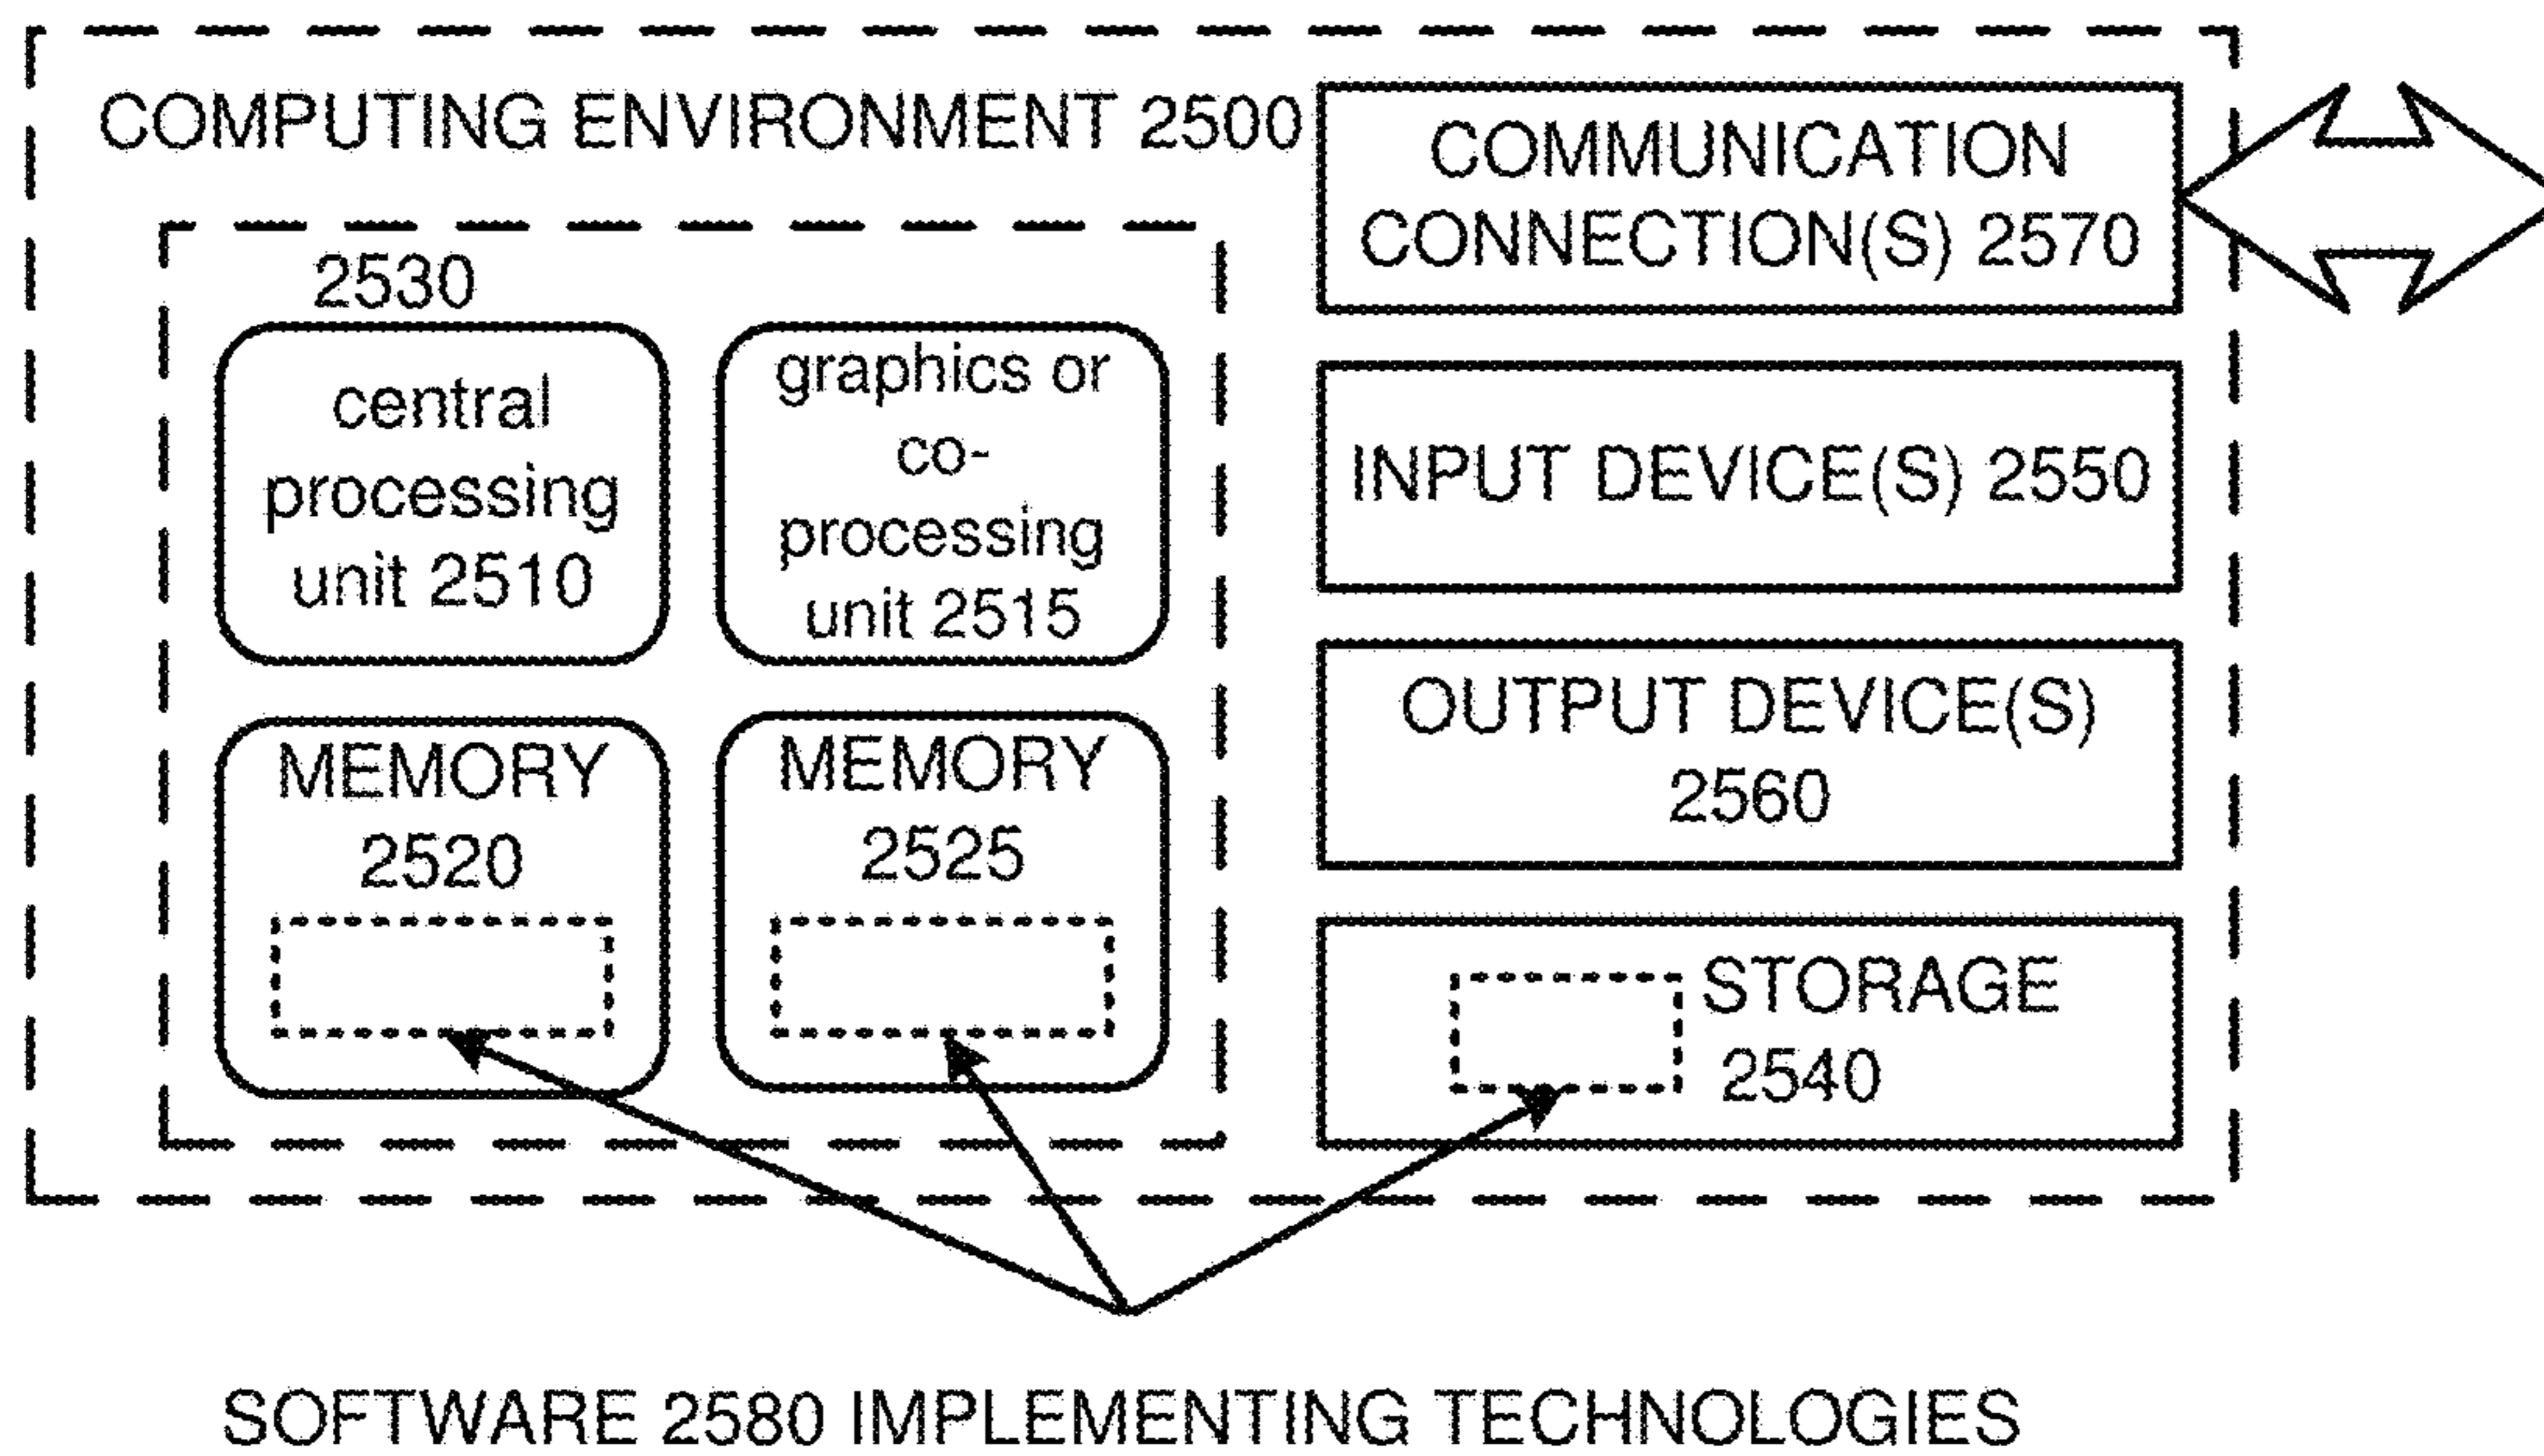 COMPUTING ENVIRONMENT 2500
COMMUNICATION
CONNECTION(S) 2570
2530
central
processing
unit 2510
graphics or
co-
processing
unit 2515
INPUT DEVICE(S) 2550
MEMORY
2520
MEMORY
2525
OUTPUT DEVICE(S)
2560
STORAGE
2540
SOFTWARE 2580 IMPLEMENTING TECHNOLOGIES